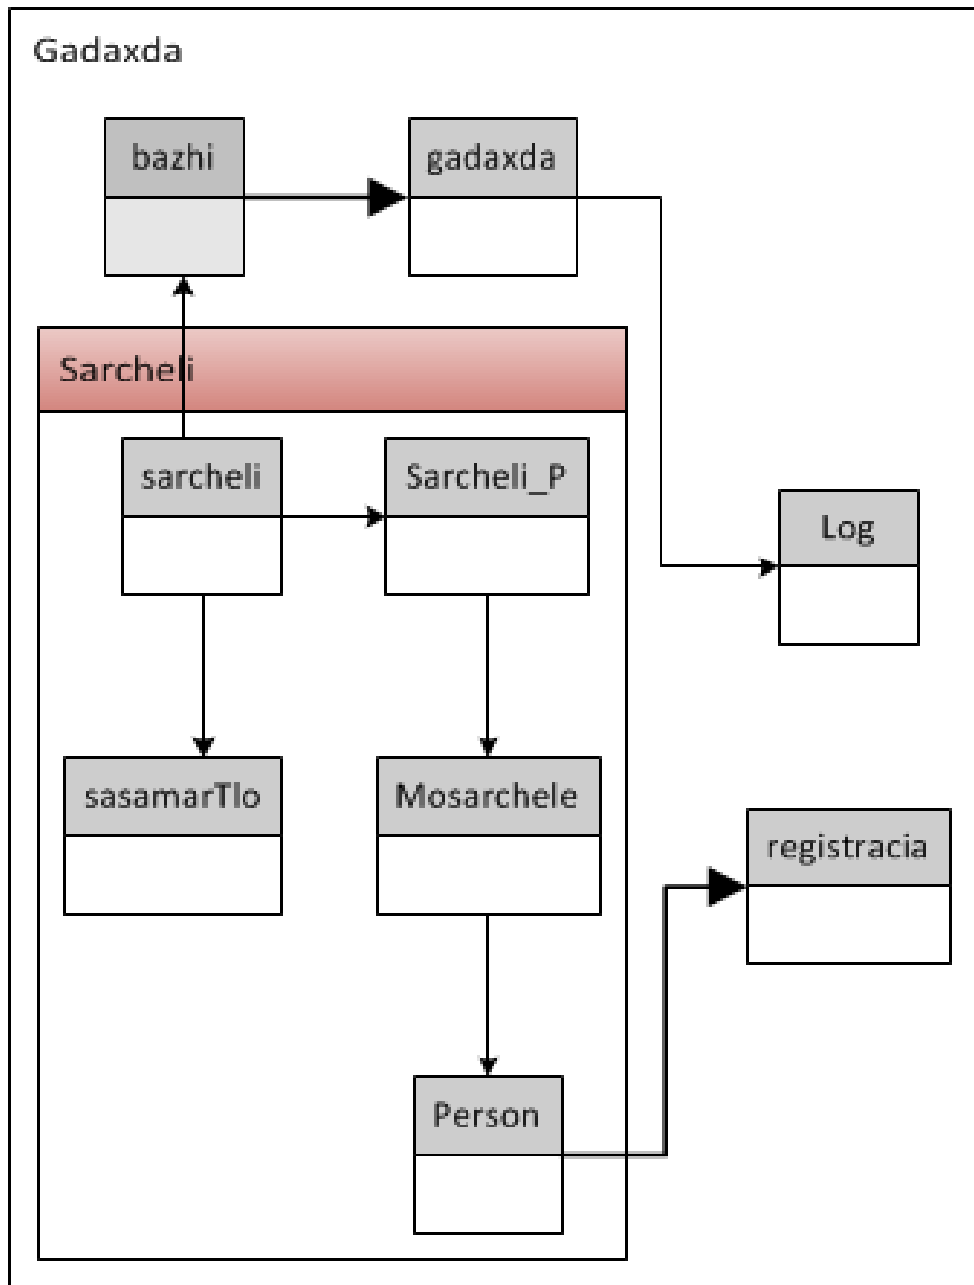 Gadaxda
bazhi
gadaxda
Sarcheli
sarcheli
Sarcheli_P
Log
sasamarTlo
Mosarchele
registracia
Person